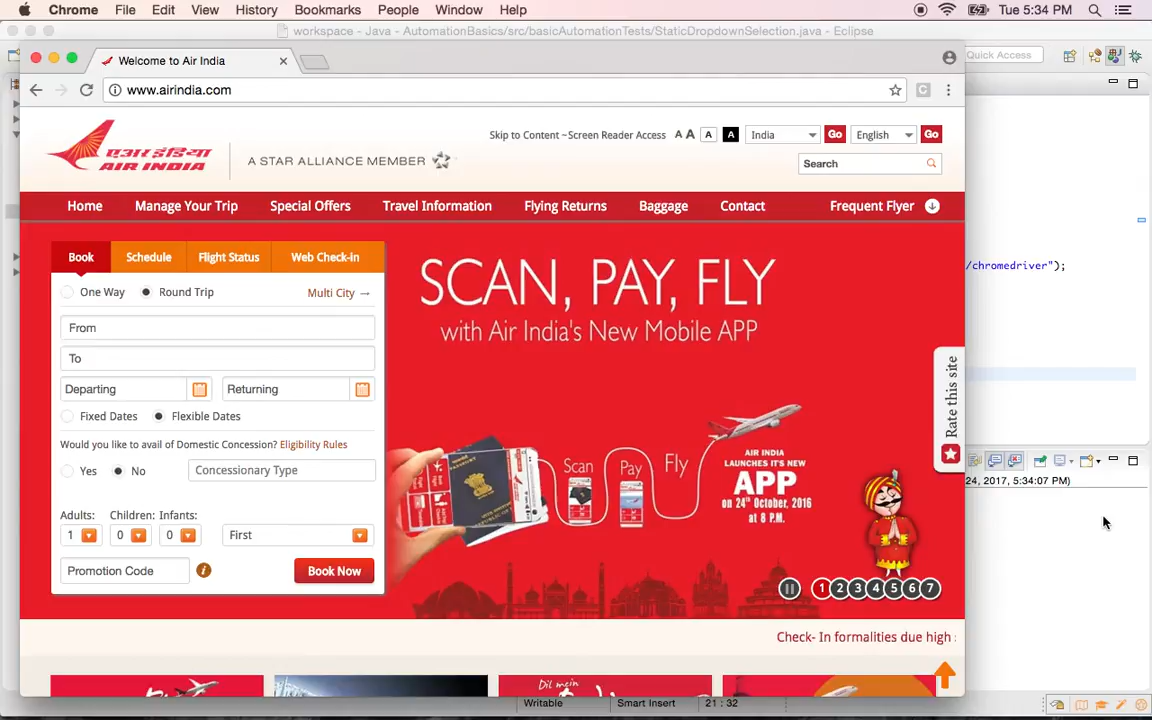 Chrome File Edit View History Bookmarks People Window Help Tue 5:34 PM
workspace - Java - AutomationBasics/src/basicAutomationTests/StaticDropdownSelection.java - Eclipse
Welcome to Air India
Quick Access
www.airindia.com
C
Skip to Content ~Screen Reader Access A A A A India Go English Go
एअर इंडिया
AIR INDIA
A STAR ALLIANCE MEMBER
Search
Home Manage Your Trip Special Offers Travel Information Flying Returns Baggage Contact Frequent Flyer
Book Schedule Flight Status Web Check-in
/chromedriver");
One Way Round Trip Multi City →
From
To
Departing Returning
Fixed Dates Flexible Dates
Would you like to avail of Domestic Concession? Eligibility Rules
Yes No Concessionary Type
Adults: Children: Infants:
1 0 0 First
Promotion Code i Book Now
SCAN, PAY, FLY
with Air India's New Mobile APP
Rate this site
Scan Pay Fly
AIR INDIA
LAUNCHES IT'S NEW
APP
on 24th October, 2016
at 8 P.M.
24, 2017, 5:34:07 PM)
1 2 3 4 5 6 7
Check- In formalities due high
Dil mein
Writable Smart Insert 21 : 32